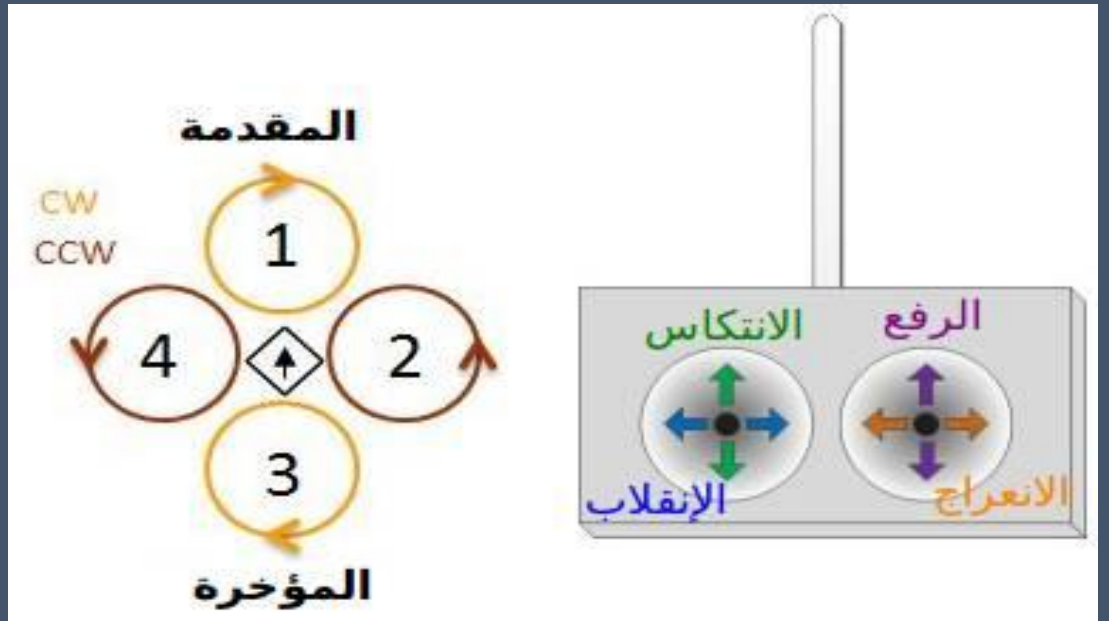 المقدمة
CW
CCW
1
4
2
3
المؤخرة
الانتكاس
الرفع
الإنقلاب
الانعراج